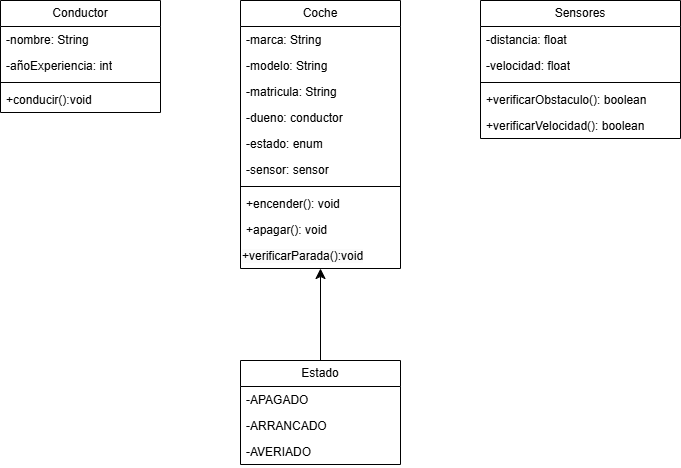 Conductor
-nombre: String
-añoExperiencia: int
+conducir():void
Coche
-marca: String
-modelo: String
-matricula: String
-dueno: conductor
-estado: enum
-sensor: sensor
+encender(): void
+apagar(): void
+verificarParada():void
Sensores
-distancia: float
-velocidad: float
+verificarObstaculo(): boolean
+verificarVelocidad(): boolean
Estado
-APAGADO
-ARRANCADO
-AVERIADO